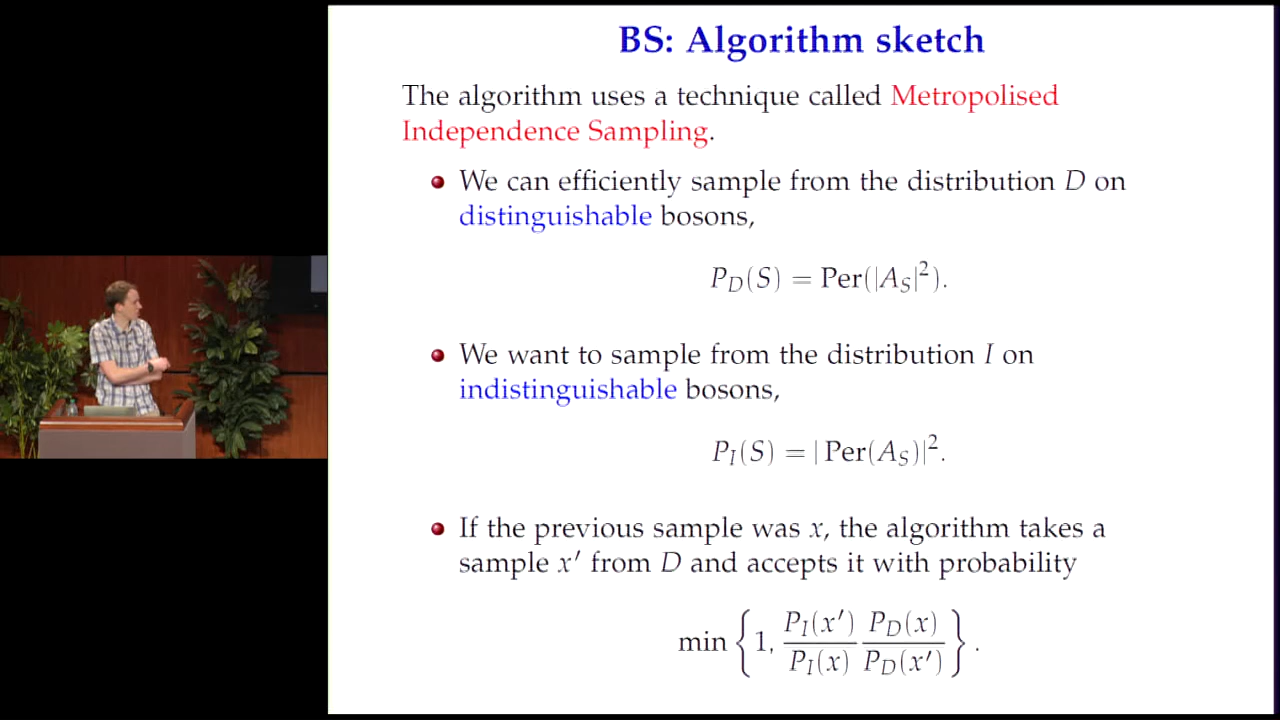 BS: Algorithm sketch
The algorithm uses a technique called Metropolised
Independence Sampling.
We can efficiently sample from the distribution D on
distinguishable bosons,
P_D(S) = Per(|A_S|^2).
We want to sample from the distribution I on
indistinguishable bosons,
P_I(S) = | Per(A_S)|^2.
If the previous sample was x, the algorithm takes a
sample x′ from D and accepts it with probability
min { 1, P_I(x′)/P_I(x) P_D(x)/P_D(x′) } .